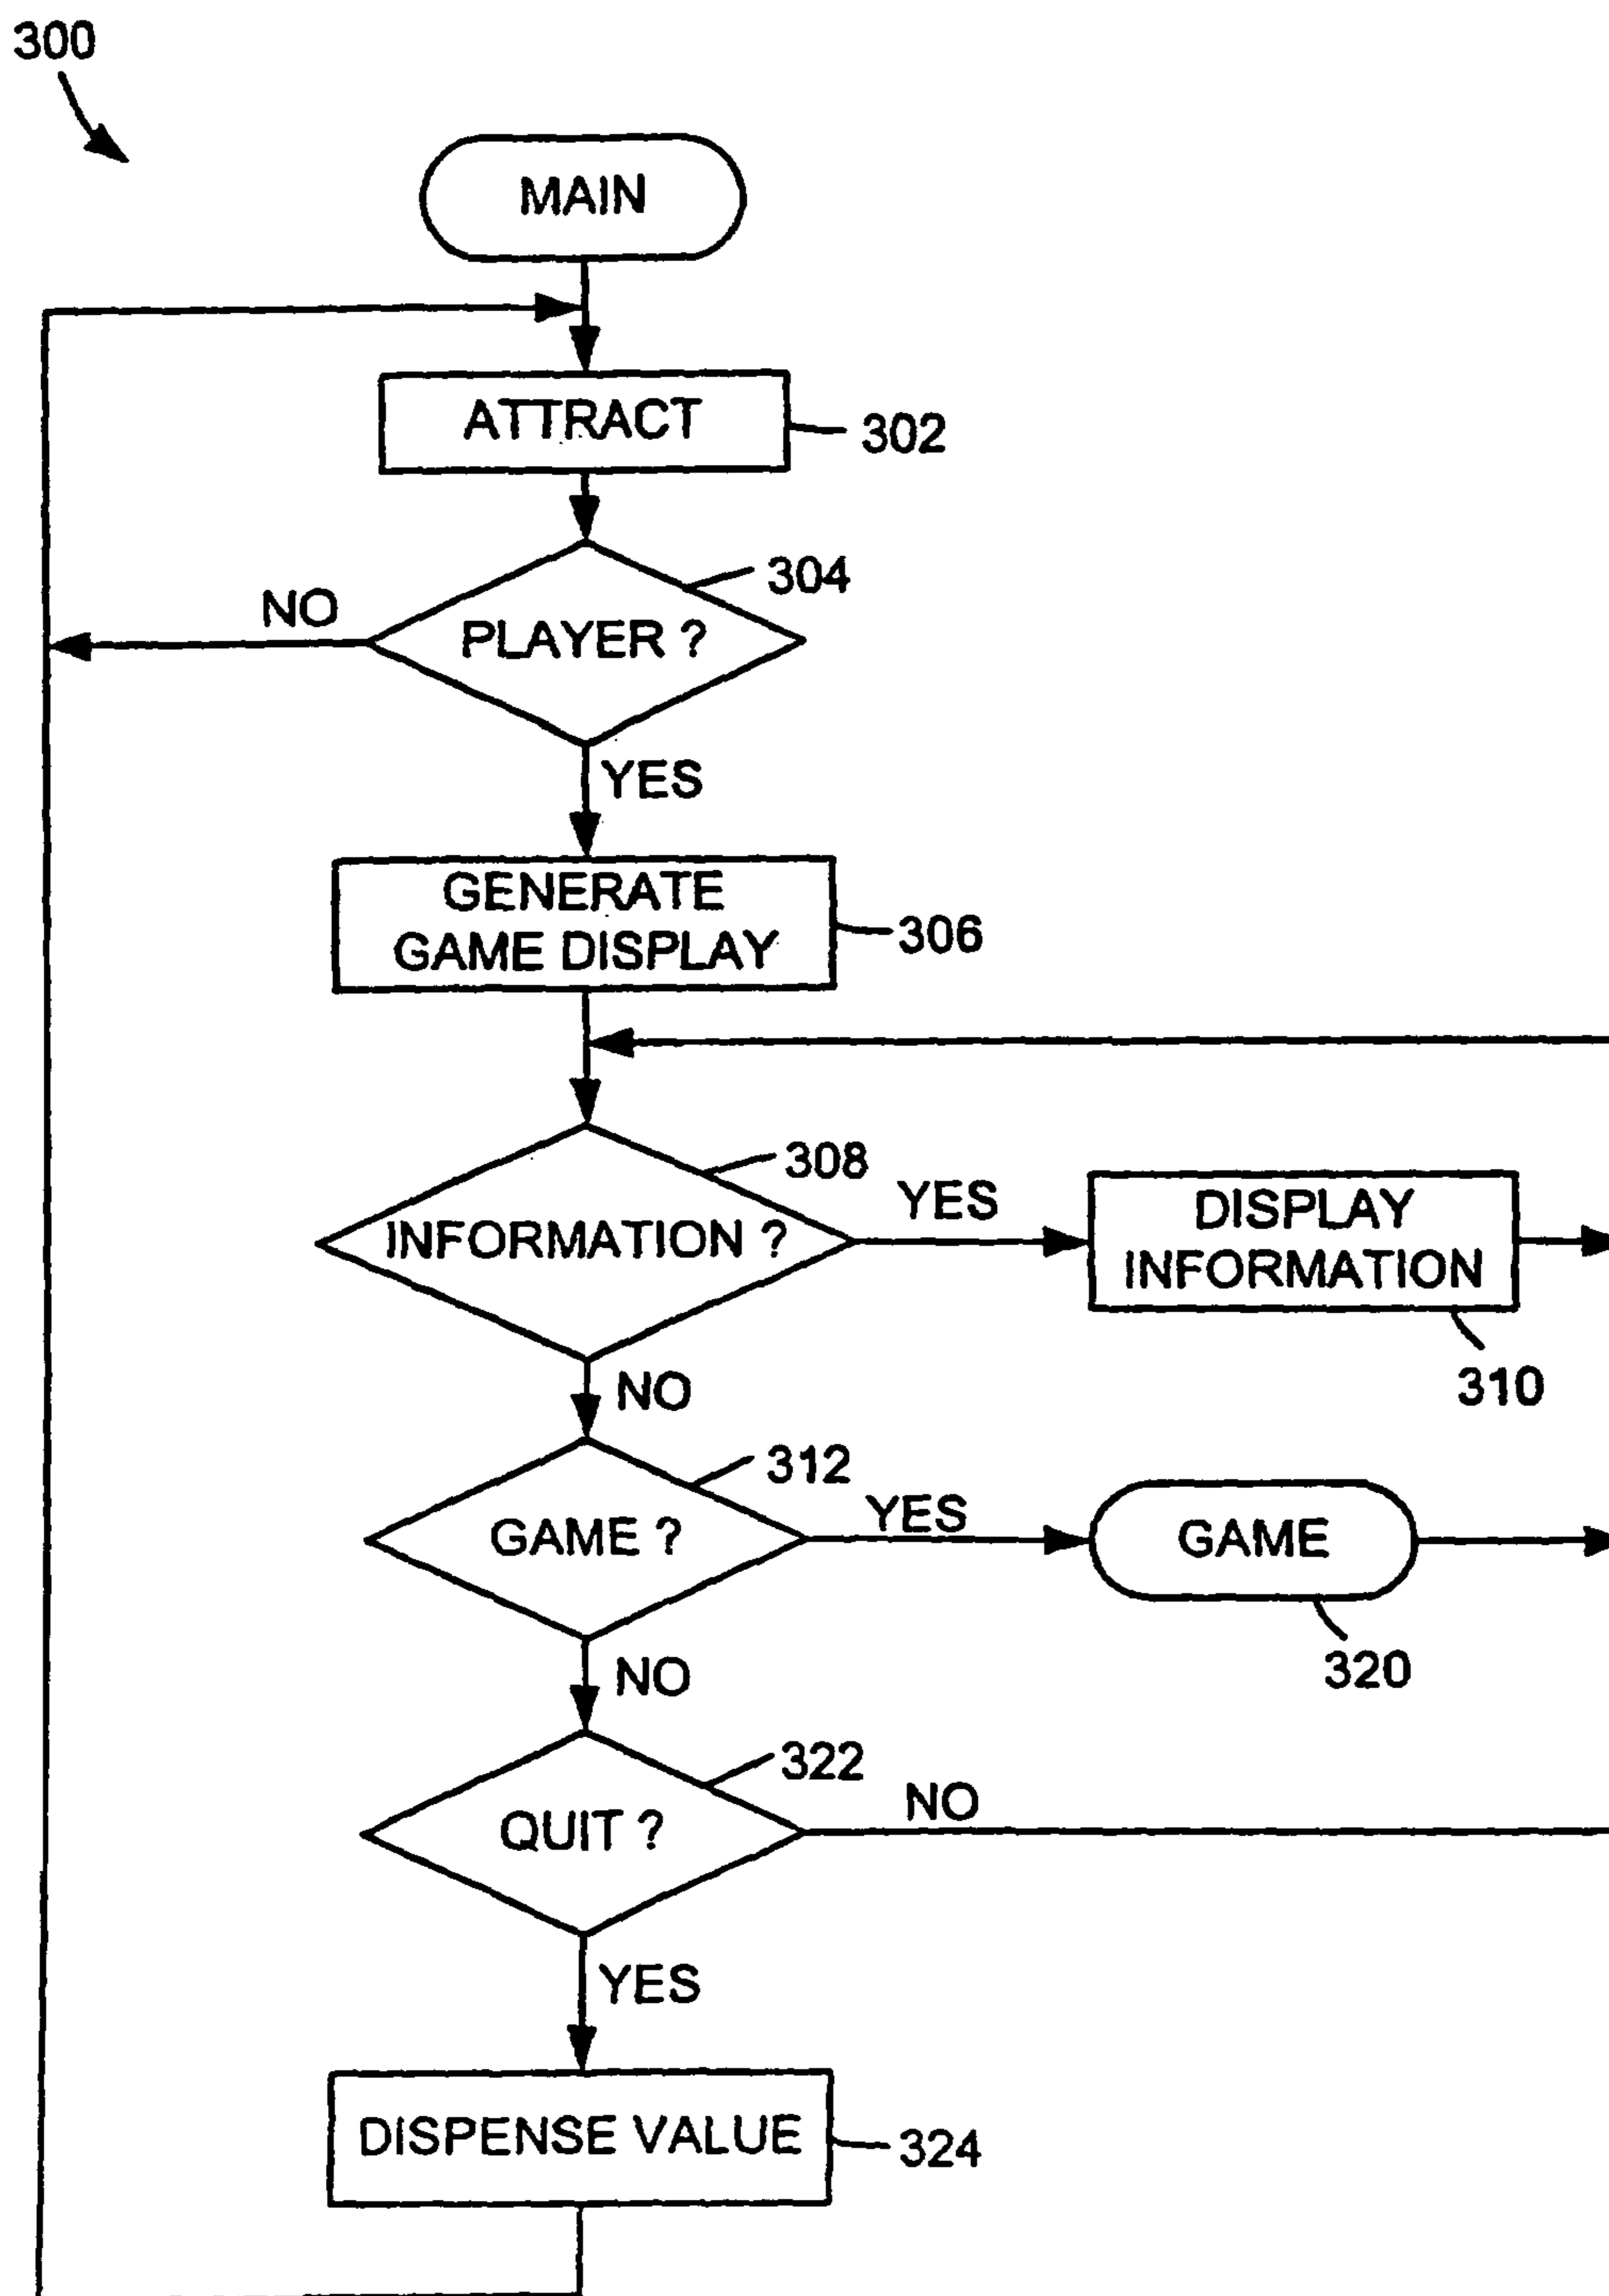 300
MAIN
ATTRACT
302
304
NO
PLAYER ?
YES
GENERATE
GAME DISPLAY
306
308
YES
INFORMATION ?
DISPLAY
INFORMATION
310
NO
312
YES
GAME ?
GAME
320
NO
322
NO
QUIT ?
YES
DISPENSE VALUE
324